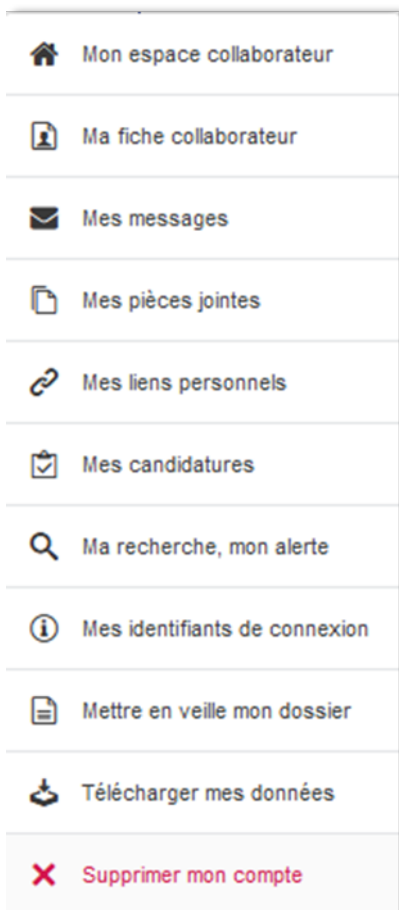 Mon espace collaborateur
Ma fiche collaborateur
Mes messages
Mes pièces jointes
Mes liens personnels
Mes candidatures
Ma recherche, mon alerte
Mes identifiants de connexion
Mettre en veille mon dossier
Télécharger mes données
Supprimer mon compte